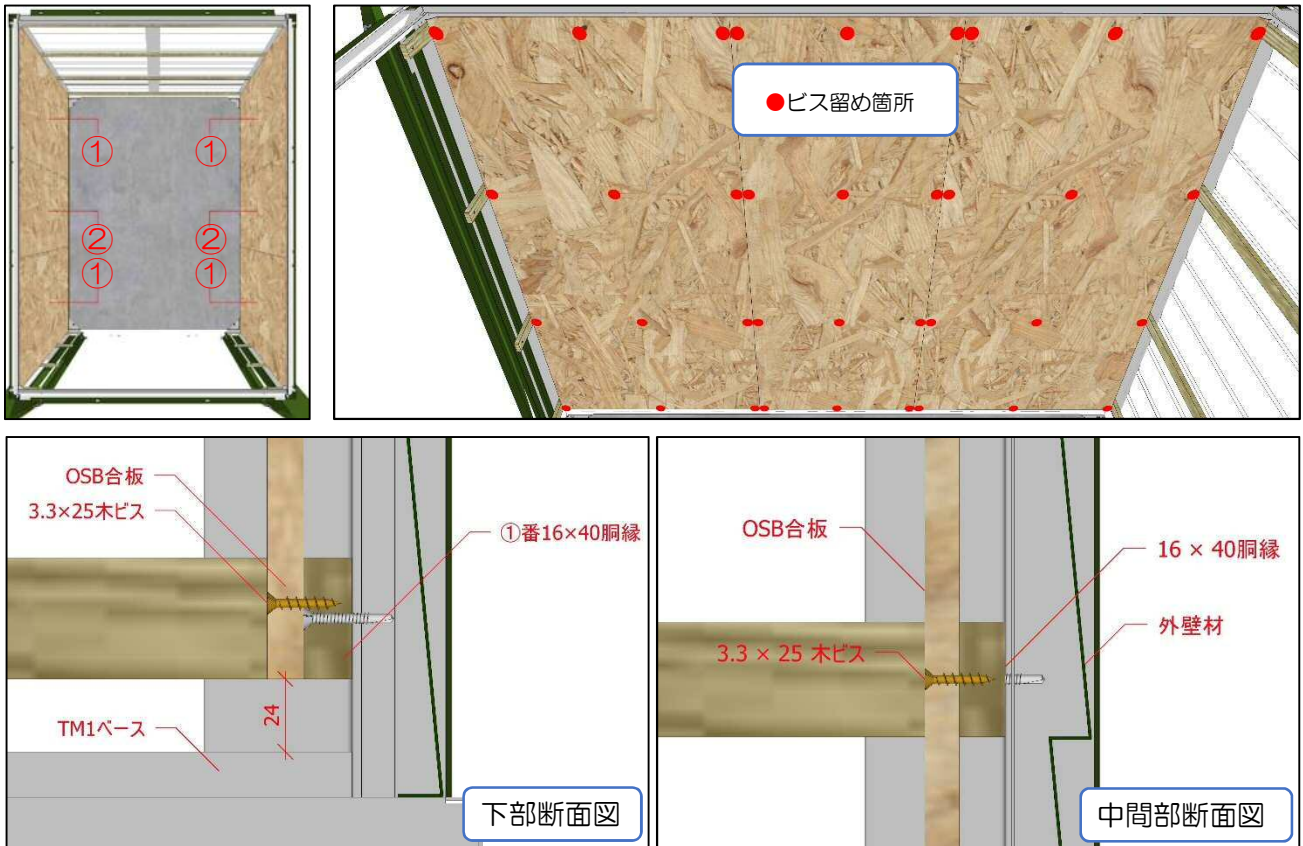 ①
①
②
②
①
①
●ビス留め箇所
OSB合板
3.3×25木ビス
①番16×40胴縁
24
TM1ベース
下部断面図
OSB合板
16 × 40胴縁
外壁材
3.3 × 25 木ビス
中間部断面図